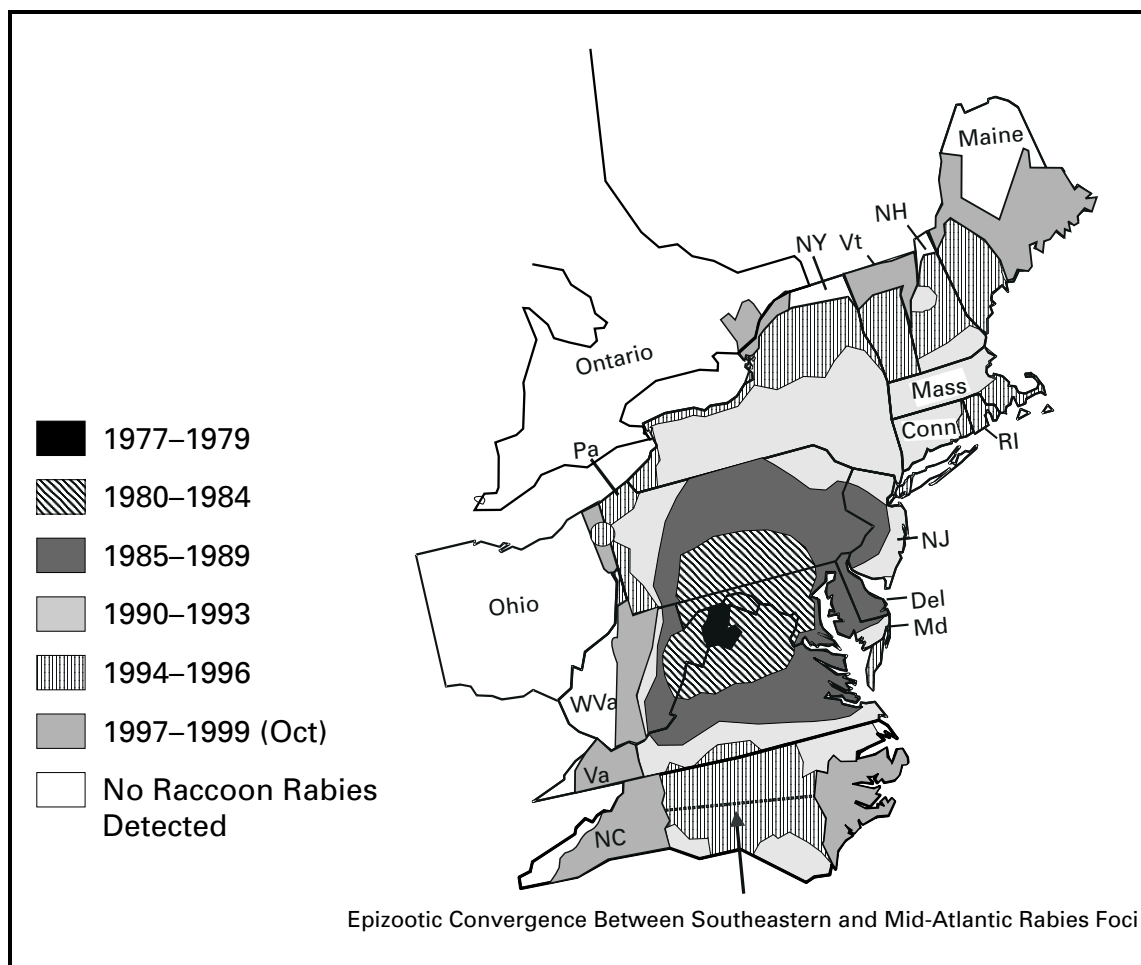 Maine
NH
NY
Vt
Ontario
Mass
Conn
RI
Pa
NJ
Ohio
Del
Md
WVa
Va
NC
1977–1979
1980–1984
1985–1989
1990–1993
1994–1996
1997–1999 (Oct)
No Raccoon Rabies
Detected
Epizootic Convergence Between Southeastern and Mid-Atlantic Rabies Foci